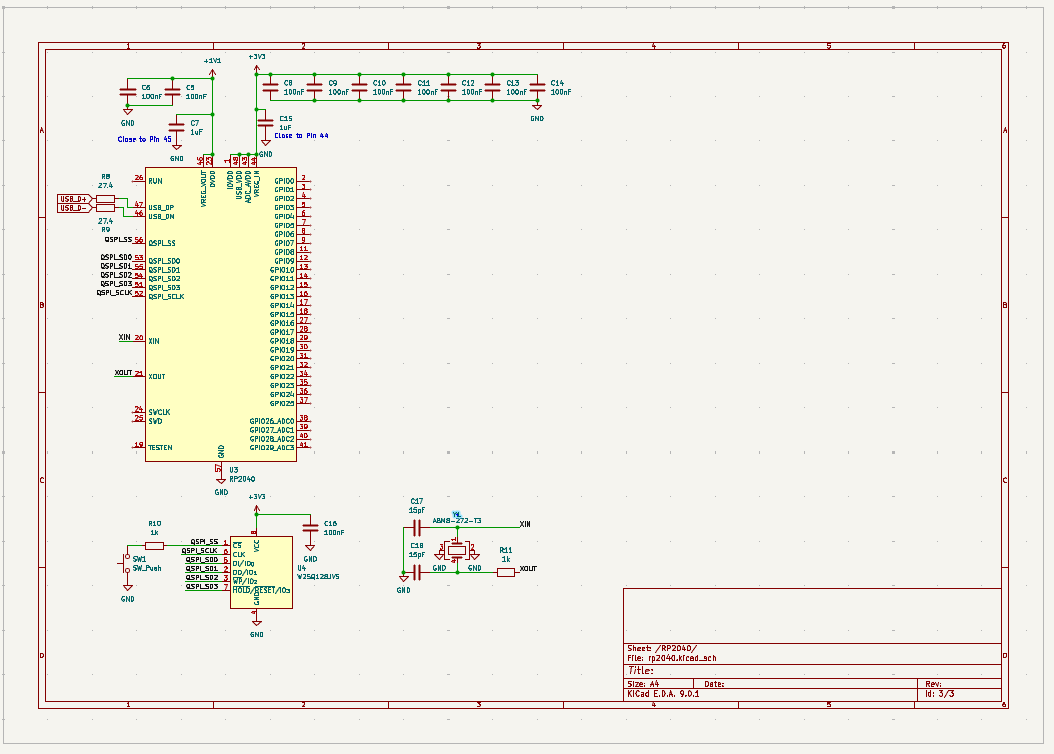 1 2 3 4 5 6
+1V1
+3V3
C6 100nF
C5 100nF
C8 100nF
C9 100nF
C10 100nF
C11 100nF
C12 100nF
C13 100nF
C14 100nF
GND
GND
C7 1uF
C15 1uF
Close to Pin 45
Close to Pin 44
GND
GND
A
A
45 23 1 48 43 44
VREG_VOUT DVDD IOVDD USB_VDD ADC_AVDD VREG_IN
R8
27.4
USB_D+
USB_D-
27.4
R9
26 RUN
47 USB_DP
46 USB_DN
QSPI_SS 56 QSPI_SS
QSPI_SD0 53 QSPI_SD0
QSPI_SD1 55 QSPI_SD1
QSPI_SD2 54 QSPI_SD2
QSPI_SD3 51 QSPI_SD3
QSPI_SCLK 52 QSPI_SCLK
XIN 20 XIN
XOUT 21 XOUT
24 SWCLK
25 SWD
19 TESTEN
GPIO0 2
GPIO1 3
GPIO2 4
GPIO3 5
GPIO4 6
GPIO5 7
GPIO6 8
GPIO7 9
GPIO8 11
GPIO9 12
GPIO10 13
GPIO11 14
GPIO12 15
GPIO13 16
GPIO14 17
GPIO15 18
GPIO16 27
GPIO17 28
GPIO18 29
GPIO19 30
GPIO20 31
GPIO21 32
GPIO22 34
GPIO23 35
GPIO24 36
GPIO25 37
GPIO26_ADC0 38
GPIO27_ADC1 39
GPIO28_ADC2 40
GPIO29_ADC3 41
B
B
GND
57
U3
RP2040
GND
C
C
+3V3
R10
1k
SW1
SW_Push
GND
C16
100nF
GND
8
VCC
QSPI_SS 1 CS
QSPI_SCLK 6 CLK
QSPI_SD0 5 DI/IO0
QSPI_SD1 2 DO/IO1
QSPI_SD2 3 WP/IO2
QSPI_SD3 7 HOLD/RESET/IO3
GND
4
U4
W25Q128JVS
GND
C17
15pF
Y1
ABM8-272-T3
XIN
C18
15pF
1 2 3 4
GND
GND
R11
1k
XOUT
GND
D
D
Sheet: /RP2040/
File: rp2040.kicad_sch
Title:
Size: A4 Date: Rev:
KiCad E.D.A. 9.0.1 Id: 3/3
1 2 3 4 5 6